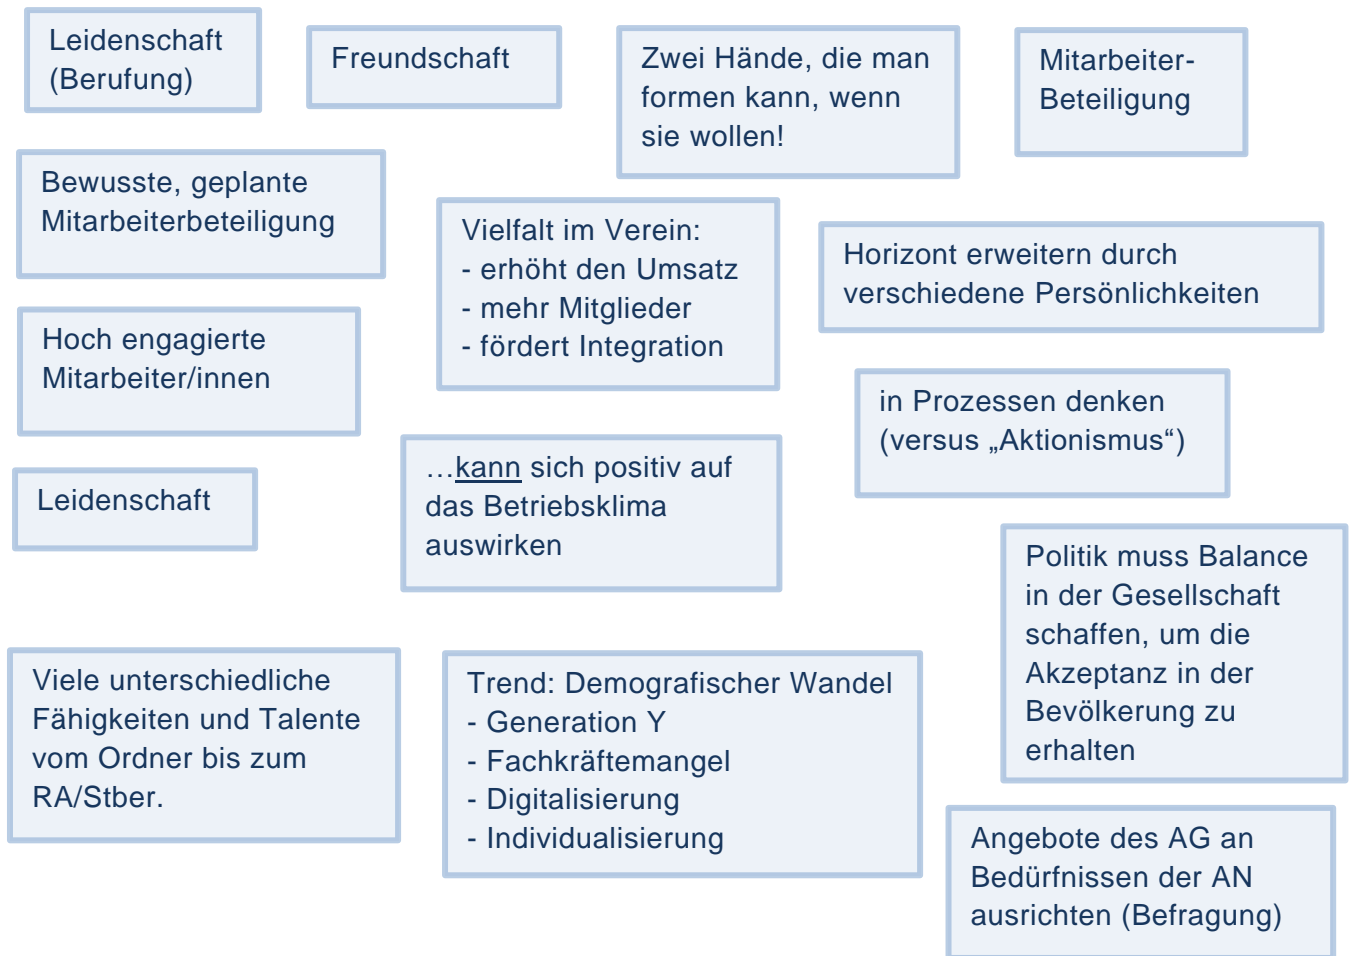 Leidenschaft
(Berufung)
Freundschaft
Zwei Hände, die man
formen kann, wenn
sie wollen!
Mitarbeiter-
Beteiligung
Bewusste, geplante
Mitarbeiterbeteiligung
Vielfalt im Verein:
- erhöht den Umsatz
- mehr Mitglieder
- fördert Integration
Horizont erweitern durch
verschiedene Persönlichkeiten
Hoch engagierte
Mitarbeiter/innen
in Prozessen denken
(versus „Aktionismus“)
Leidenschaft
…kann sich positiv auf
das Betriebsklima
auswirken
Politik muss Balance
in der Gesellschaft
schaffen, um die
Akzeptanz in der
Bevölkerung zu
erhalten
Viele unterschiedliche
Fähigkeiten und Talente
vom Ordner bis zum
RA/Stber.
Trend: Demografischer Wandel
- Generation Y
- Fachkräftemangel
- Digitalisierung
- Individualisierung
Angebote des AG an
Bedürfnissen der AN
ausrichten (Befragung)